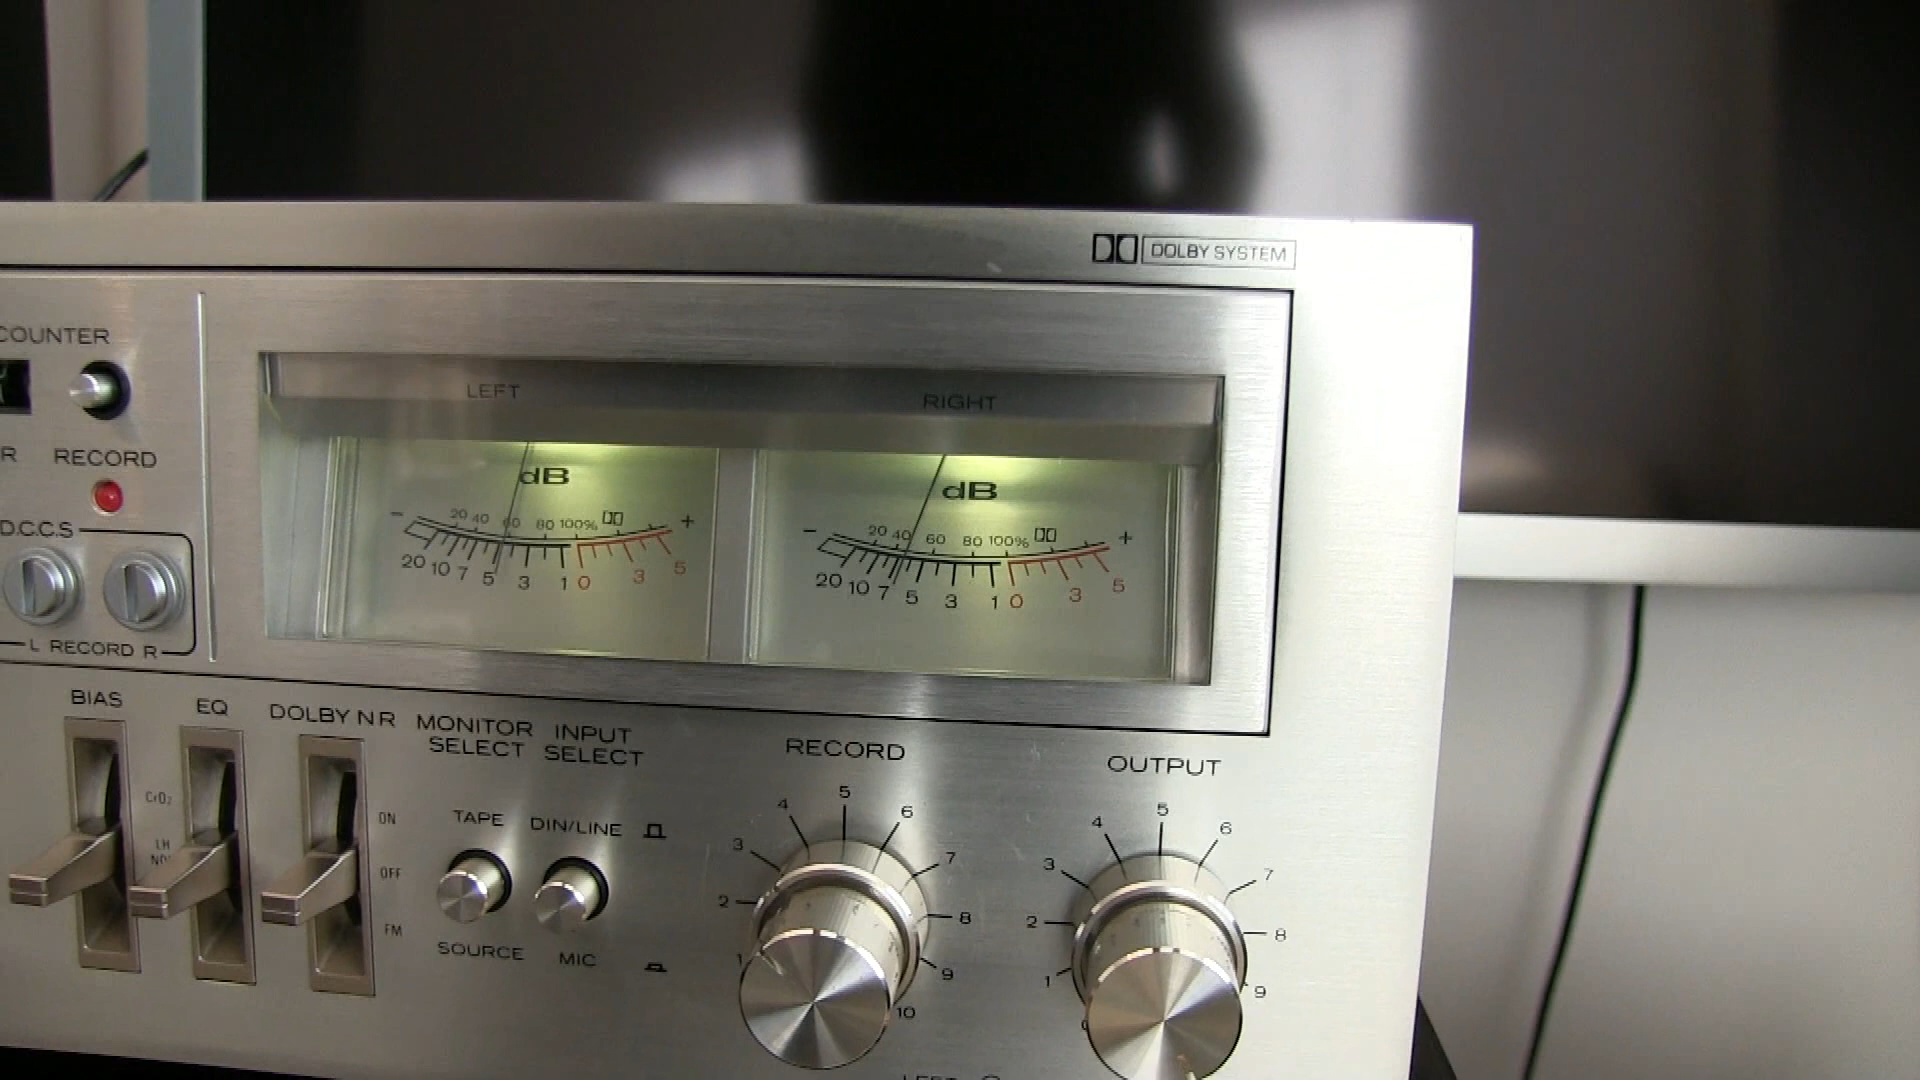 DOLBY SYSTEM
COUNTER
LEFT
RIGHT
R RECORD
dB
dB
- 20 40 60 80 100% +
20 10 7 5 3 1 0 3 5
- 20 40 60 80 100% +
20 10 7 5 3 1 0 3 5
D.C.C.S
L RECORD R
BIAS
EQ
DOLBY NR
MONITOR SELECT
INPUT SELECT
RECORD
OUTPUT
CrO₂
LH
ON
OFF
FM
TAPE
DIN/LINE
SOURCE
MIC
1 2 3 4 5 6 7 8 9 10
0 1 2 3 4 5 6 7 8 9